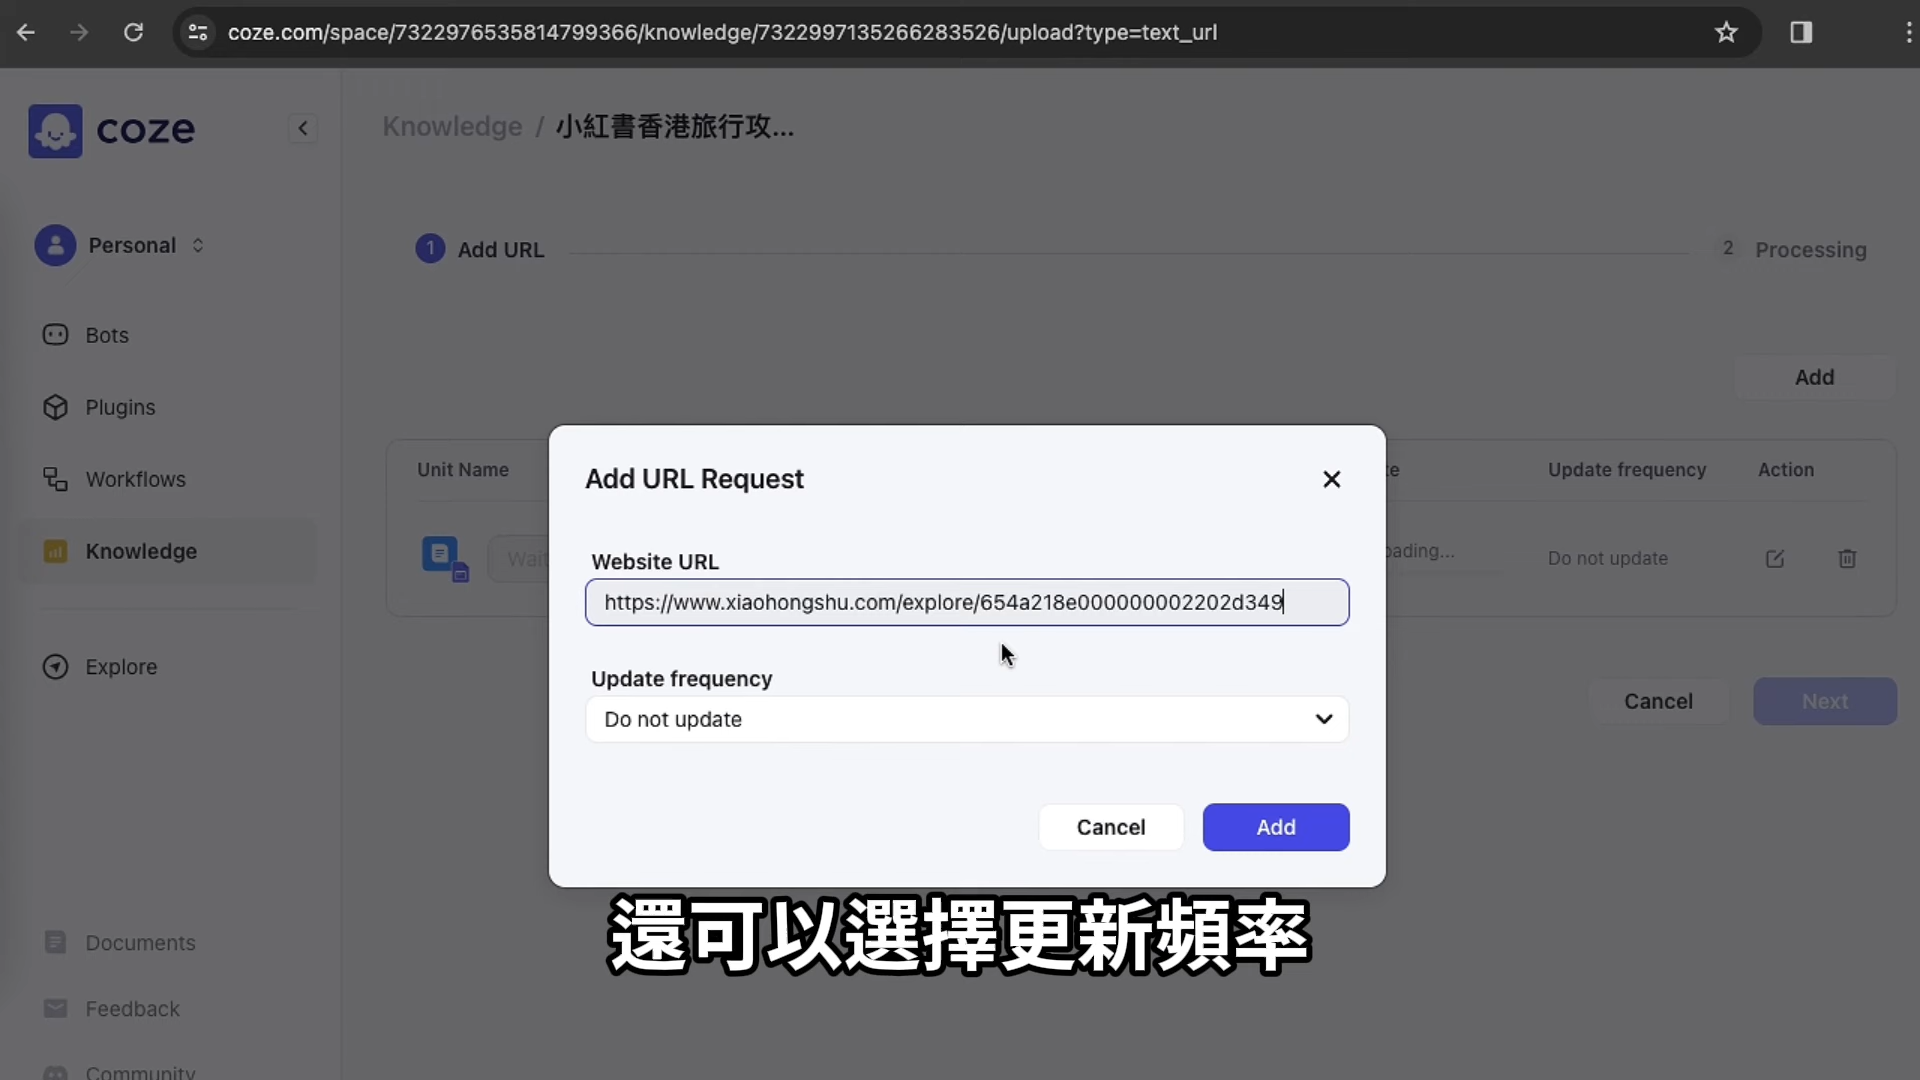 coze.com/space/7322976535814799366/knowledge/7322997135266283526/upload?type=text_url
coze
Knowledge / 小紅書香港旅行攻...
Personal
1 Add URL
2 Processing
Bots
Plugins
Workflows
Knowledge
Explore
Documents
Feedback
Community
Add
Unit Name
te
Update frequency
Action
Wait
oading...
Do not update
Cancel
Next
Add URL Request
Website URL
https://www.xiaohongshu.com/explore/654a218e000000002202d349
Update frequency
Do not update
Cancel
Add
還可以選擇更新頻率